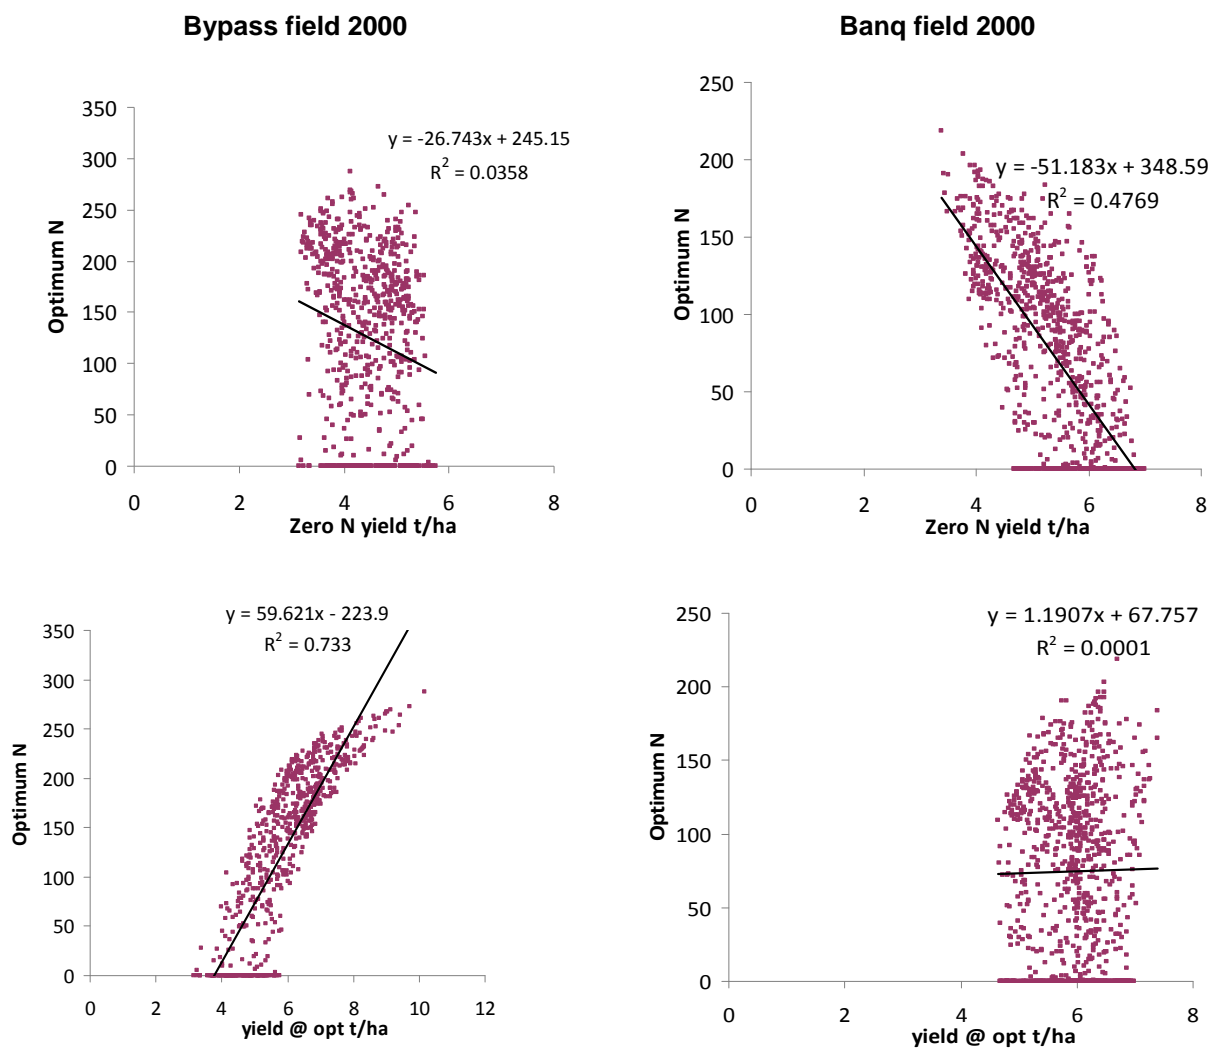 Bypass field 2000
Banq field 2000
350
300
250
200
150
100
50
0
Optimum N
y = -26.743x + 245.15
R² = 0.0358
0 2 4 6 8
Zero N yield t/ha
250
200
150
100
50
0
Optimum N
y = -51.183x + 348.59
R² = 0.4769
0 2 4 6 8
Zero N yield t/ha
y = 59.621x - 223.9
R² = 0.733
350
300
250
200
150
100
50
0
Optimum N
0 2 4 6 8 10 12
yield @ opt t/ha
y = 1.1907x + 67.757
R² = 0.0001
250
200
150
100
50
0
Optimum N
0 2 4 6 8
yield @ opt t/ha